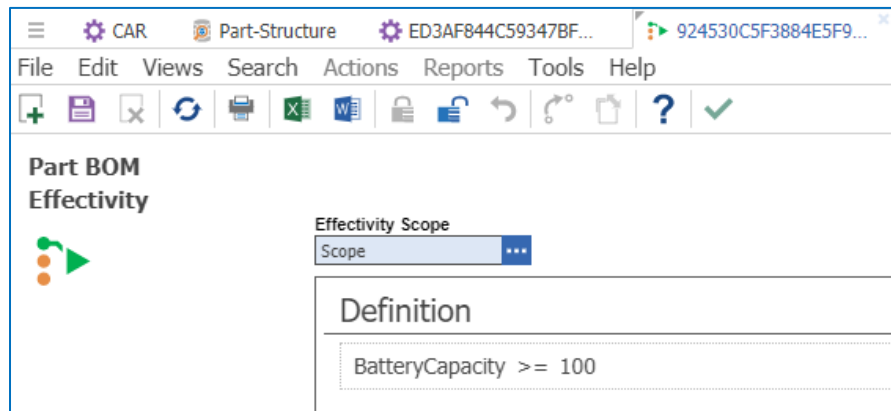 CAR Part-Structure ED3AF844C59347BF... 924530C5F3884E5F9...
File Edit Views Search Actions Reports Tools Help
Part BOM
Effectivity
Effectivity Scope
Scope
Definition
BatteryCapacity >= 100